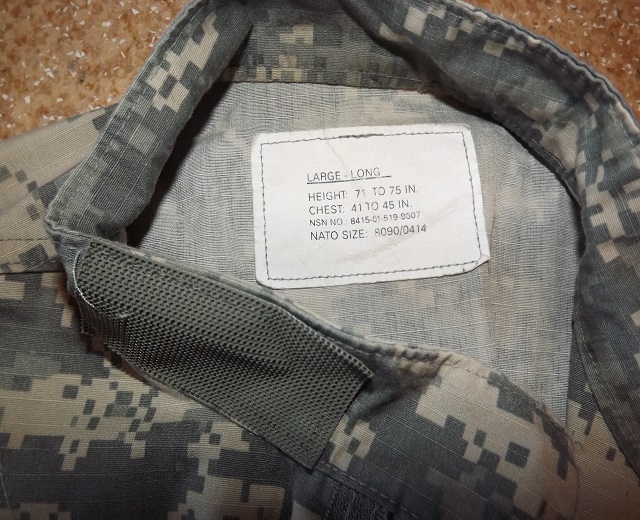 LARGE - LONG
HEIGHT: 71 TO 75 IN.
CHEST: 41 TO 45 IN.
NSN NO.: 8415-01-519-8507
NATO SIZE: 8090/0414